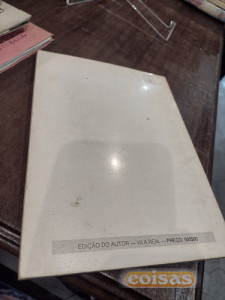 EDIÇÃO DO AUTOR — VILA REAL — PREÇO:
coisas